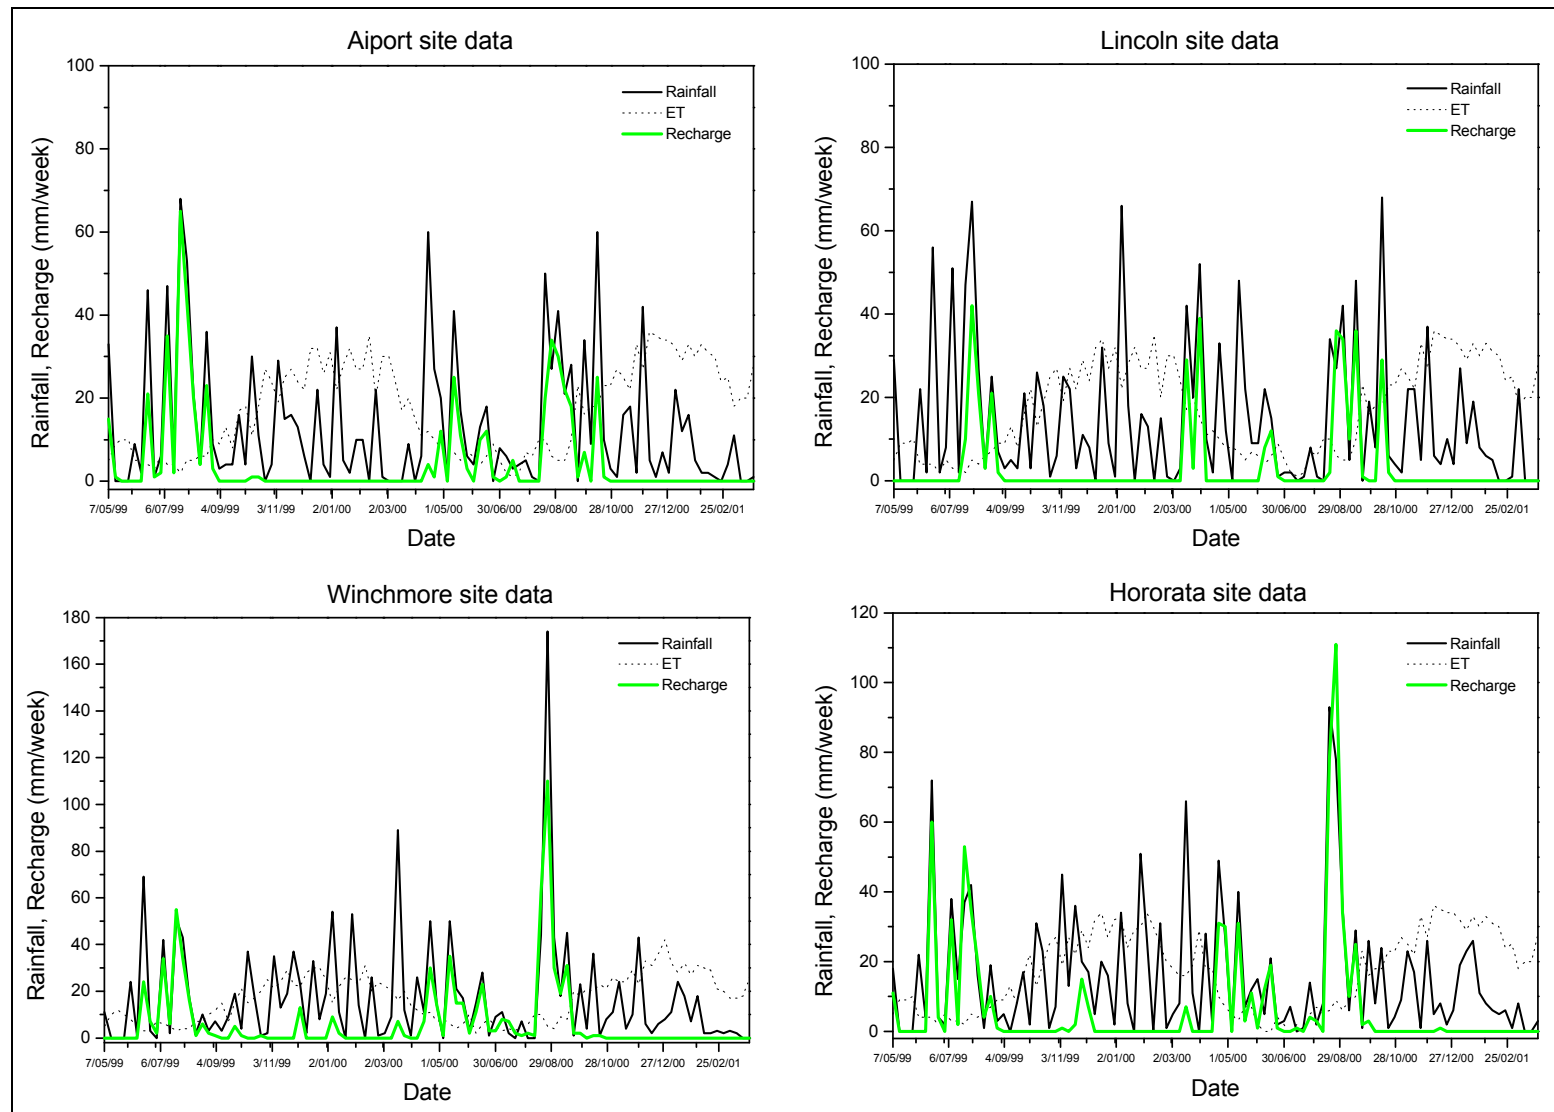 Aiport site data
100
80
60
40
20
0
Rainfall, Recharge (mm/week)
Rainfall
ET
Recharge
7/05/99 6/07/99 4/09/99 3/11/99 2/01/00 2/03/00 1/05/00 30/06/00 29/08/00 28/10/00 27/12/00 25/02/01
Date
Lincoln site data
100
80
60
40
20
0
Rainfall, Recharge (mm/week)
Rainfall
ET
Recharge
7/05/99 6/07/99 4/09/99 3/11/99 2/01/00 2/03/00 1/05/00 30/06/00 29/08/00 28/10/00 27/12/00 25/02/01
Date
Winchmore site data
180
160
140
120
100
80
60
40
20
0
Rainfall, Recharge (mm/week)
Rainfall
ET
Recharge
7/05/99 6/07/99 4/09/99 3/11/99 2/01/00 2/03/00 1/05/00 30/06/00 29/08/00 28/10/00 27/12/00 25/02/01
Date
Hororata site data
120
100
80
60
40
20
0
Rainfall, Recharge (mm/week)
Rainfall
ET
Recharge
7/05/99 6/07/99 4/09/99 3/11/99 2/01/00 2/03/00 1/05/00 30/06/00 29/08/00 28/10/00 27/12/00 25/02/01
Date